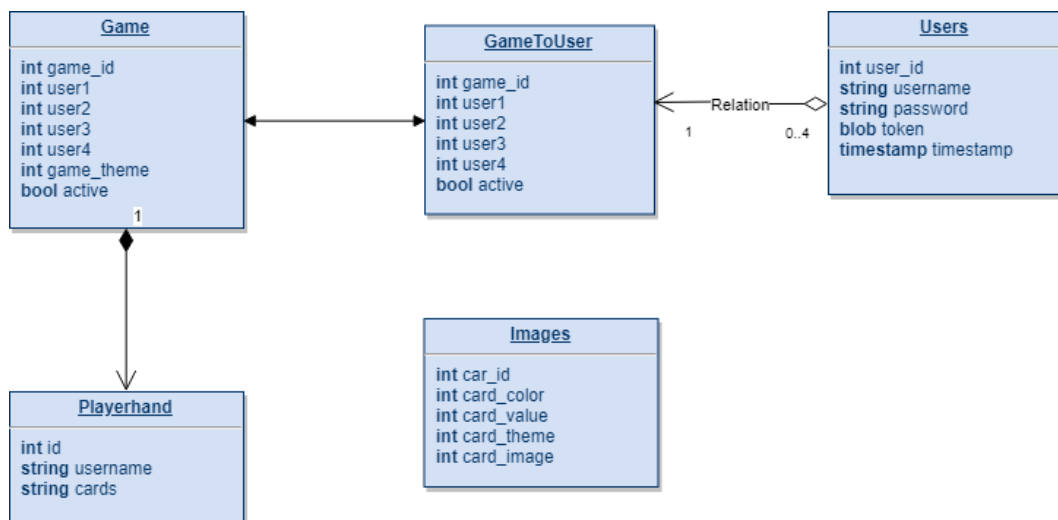 Game
int game_id
int user1
int user2
int user3
int user4
int game_theme
bool active
1
GameToUser
int game_id
int user1
int user2
int user3
int user4
bool active
Relation
1
0..4
Users
int user_id
string username
string password
blob token
timestamp timestamp
Playerhand
int id
string username
string cards
Images
int car_id
int card_color
int card_value
int card_theme
int card_image